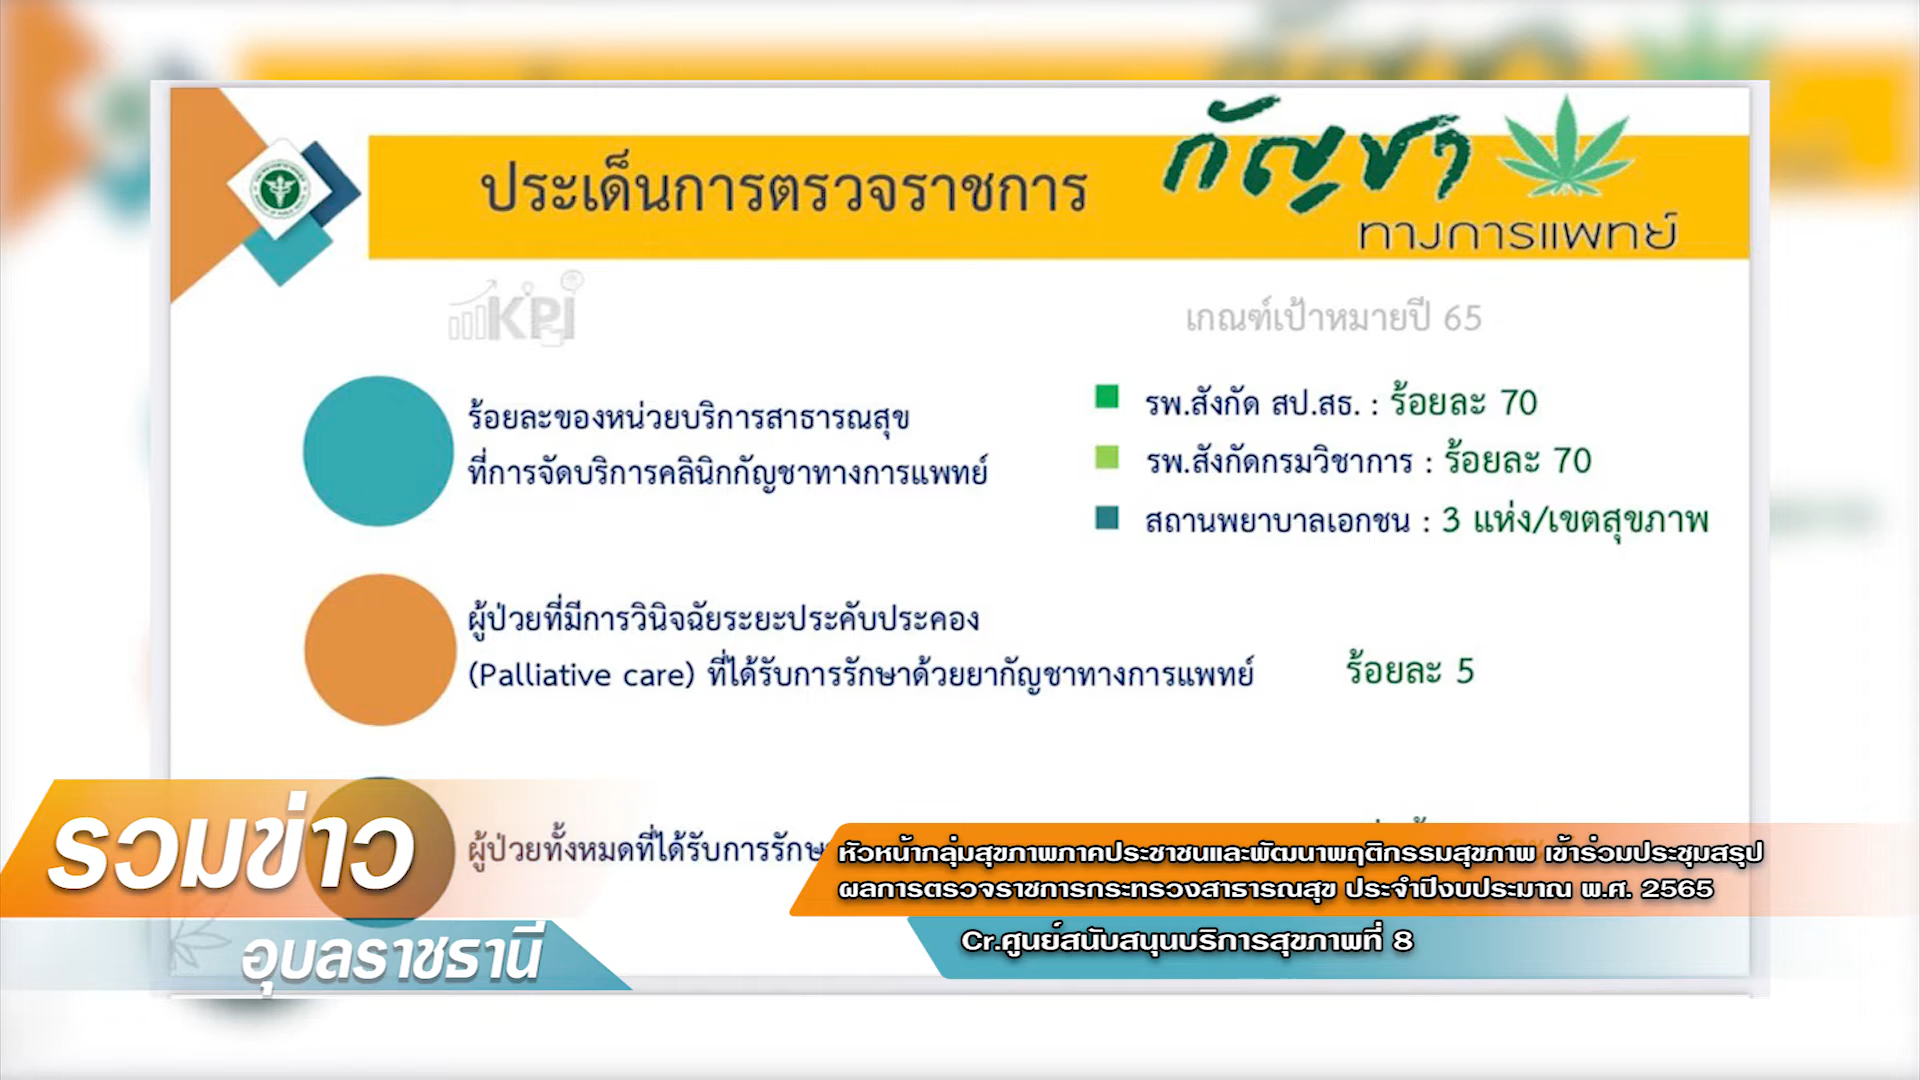 ประเด็นการตรวจราชการ
กัญชา
ทางการแพทย์
KPI
เกณฑ์เป้าหมายปี 65
ร้อยละของหน่วยบริการสาธารณสุข
ที่การจัดบริการคลินิกกัญชาทางการแพทย์
รพ.สังกัด สป.สธ. : ร้อยละ 70
รพ.สังกัดกรมวิชาการ : ร้อยละ 70
สถานพยาบาลเอกชน : 3 แห่ง/เขตสุขภาพ
ผู้ป่วยที่มีการวินิจฉัยระยะประคับประคอง
(Palliative care) ที่ได้รับการรักษาด้วยยากัญชาทางการแพทย์
ร้อยละ 5
ผู้ป่วยทั้งหมดที่ได้รับการรักษ
รวมข่าว
อุบลราชธานี
หัวหน้ากลุ่มสุขภาพภาคประชาชนและพัฒนาพฤติกรรมสุขภาพ เข้าร่วมประชุมสรุป
ผลการตรวจราชการกระทรวงสาธารณสุข ประจำปีงบประมาณ พ.ศ. 2565
Cr.ศูนย์สนับสนุนบริการสุขภาพที่ 8